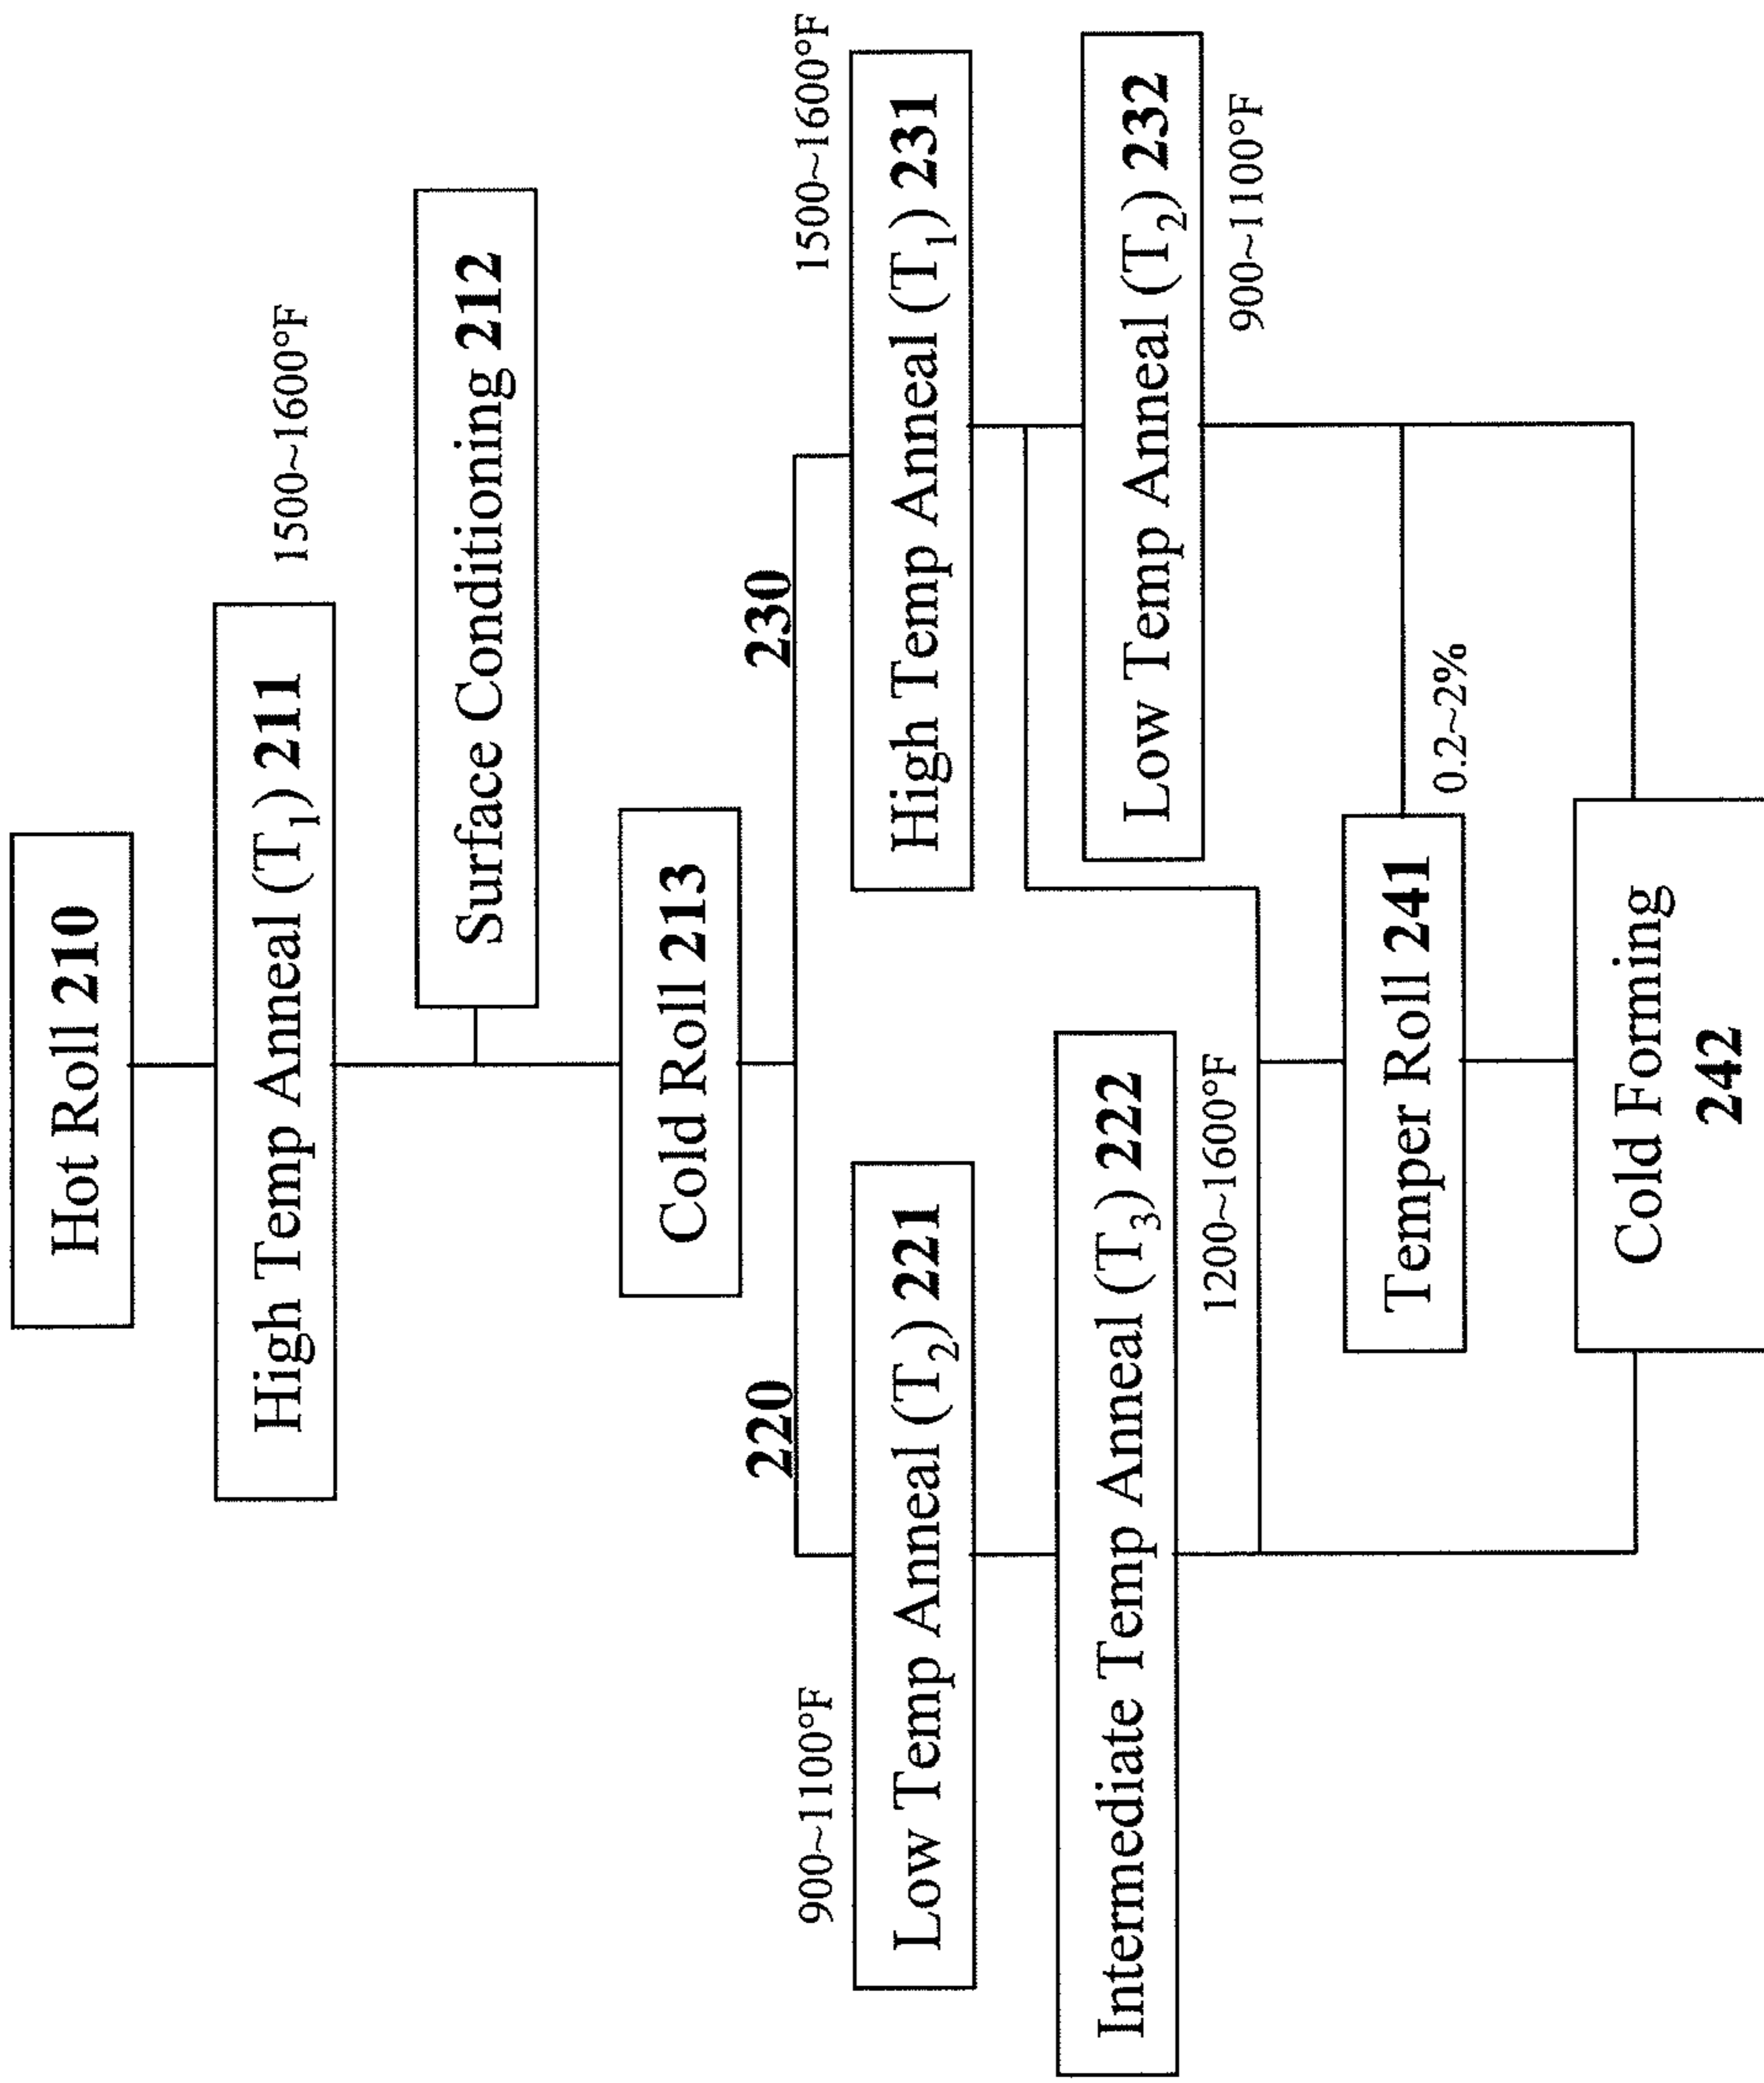 Hot Roll 210
High Temp Anneal (T₁) 211
1500~1600°F
Surface Conditioning 212
Cold Roll 213
220
230
900~1100°F
Low Temp Anneal (T₂) 221
1500~1600°F
High Temp Anneal (T₁) 231
Intermediate Temp Anneal (T₃) 222
1200~1600°F
Low Temp Anneal (T₂) 232
900~1100°F
Temper Roll 241
0.2~2%
Cold Forming
242